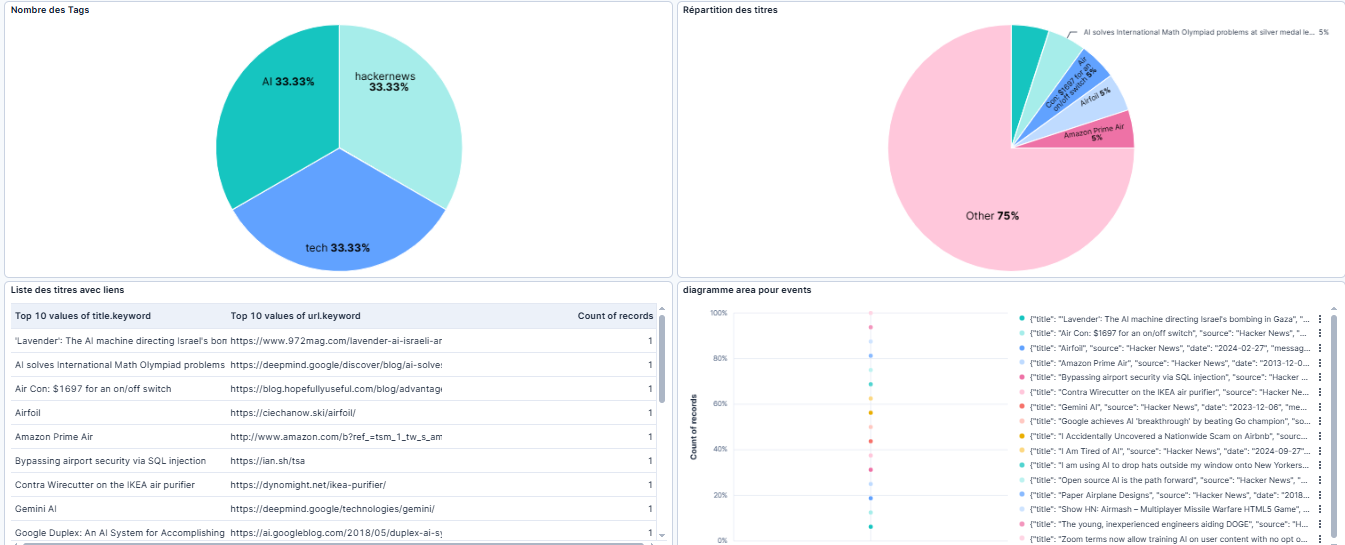 Nombre des Tags
AI 33.33%
hackernews
33.33%
tech 33.33%
Répartition des titres
AI solves International Math Olympiad problems at silver medal le... 5%
Air
Con: $1697 for an
on/off switch 5%
Airfoil 5%
Amazon Prime Air
5%
Other 75%
Liste des titres avec liens
Top 10 values of title.keyword Top 10 values of url.keyword Count of records
'Lavender': The AI machine directing Israel's bon https://www.972mag.com/lavender-ai-israeli-ar 1
AI solves International Math Olympiad problems https://deepmind.google/discover/blog/ai-solve: 1
Air Con: $1697 for an on/off switch https://blog.hopefullyuseful.com/blog/advantage 1
Airfoil https://ciechanow.ski/airfoil/ 1
Amazon Prime Air http://www.amazon.com/b?ref_=tsm_1_tw_s_am 1
Bypassing airport security via SQL injection https://ian.sh/tsa 1
Contra Wirecutter on the IKEA air purifier https://dynomight.net/ikea-purifier/ 1
Gemini AI https://deepmind.google/technologies/gemini/ 1
Google Duplex: An AI System for Accomplishing https://ai.googleblog.com/2018/05/duplex-ai-sy 1
diagramme area pour events
100%
80%
60%
40%
20%
0%
Count of records
{"title": "'Lavender': The AI machine directing Israel's bombing in Gaza", "...
{"title": "Air Con: $1697 for an on/off switch", "source": "Hacker News", "...
{"title": "Airfoil", "source": "Hacker News", "date": "2024-02-27", "messag...
{"title": "Amazon Prime Air", "source": "Hacker News", "date": "2013-12-0...
{"title": "Bypassing airport security via SQL injection", "source": "Hacker ...
{"title": "Contra Wirecutter on the IKEA air purifier", "source": "Hacker Ne...
{"title": "Gemini AI", "source": "Hacker News", "date": "2023-12-06", "me...
{"title": "Google achieves AI 'breakthrough' by beating Go champion", "so...
{"title": "I Accidentally Uncovered a Nationwide Scam on Airbnb", "sourc...
{"title": "I Am Tired of AI", "source": "Hacker News", "date": "2024-09-27"...
{"title": "I am using AI to drop hats outside my window onto New Yorkers...
{"title": "Open source AI is the path forward", "source": "Hacker News", "...
{"title": "Paper Airplane Designs", "source": "Hacker News", "date": "2018...
{"title": "Show HN: Airmash – Multiplayer Missile Warfare HTML5 Game", ...
{"title": "The young, inexperienced engineers aiding DOGE", "source": "H...
{"title": "Zoom terms now allow training AI on user content with no opt o...